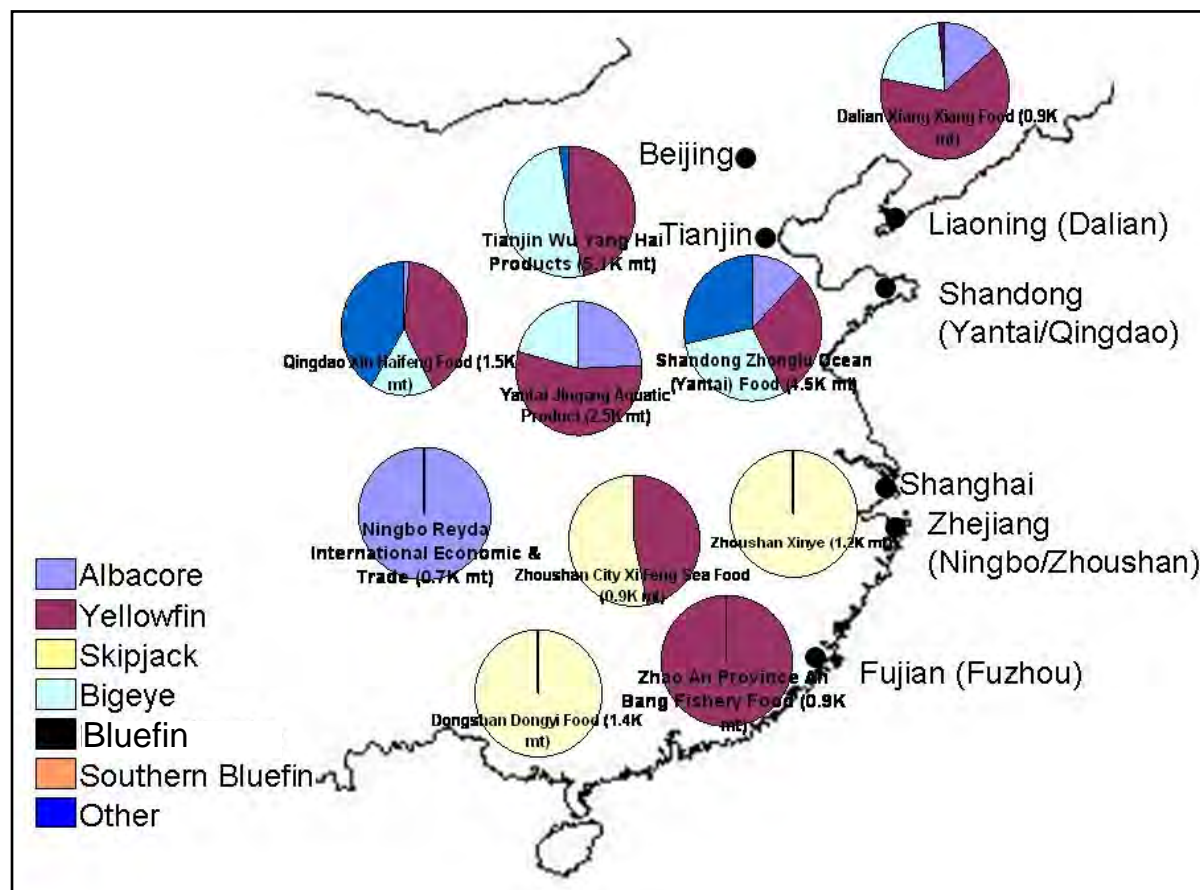 Dalian Xiang Xiang Food (0.9K
mt)
Beijing
Tianjin Wu Yang Hai
Products (5.1K mt)
Tianjin
Liaoning (Dalian)
Shandong
(Yantai/Qingdao)
Qingdao Xin Haifeng Food (1.5K
mt)
Yantai Jingang Aquatic
Product (2.5K mt)
Shandong Zhonglu Ocean
(Yantai) Food (4.5K mt)
Shanghai
Zhejiang
(Ningbo/Zhoushan)
Ningbo Reyda
International Economic &
Trade (0.7K mt)
Zhoushan City Xi Feng Sea Food
(0.9K mt)
Zhoushan Xinye (1.2K mt)
Fujian (Fuzhou)
Zhao An Province An
Bang Fishery Food (0.9K
mt)
Dongshan Dongyi Food (1.4K
mt)
Albacore
Yellowfin
Skipjack
Bigeye
Bluefin
Southern Bluefin
Other